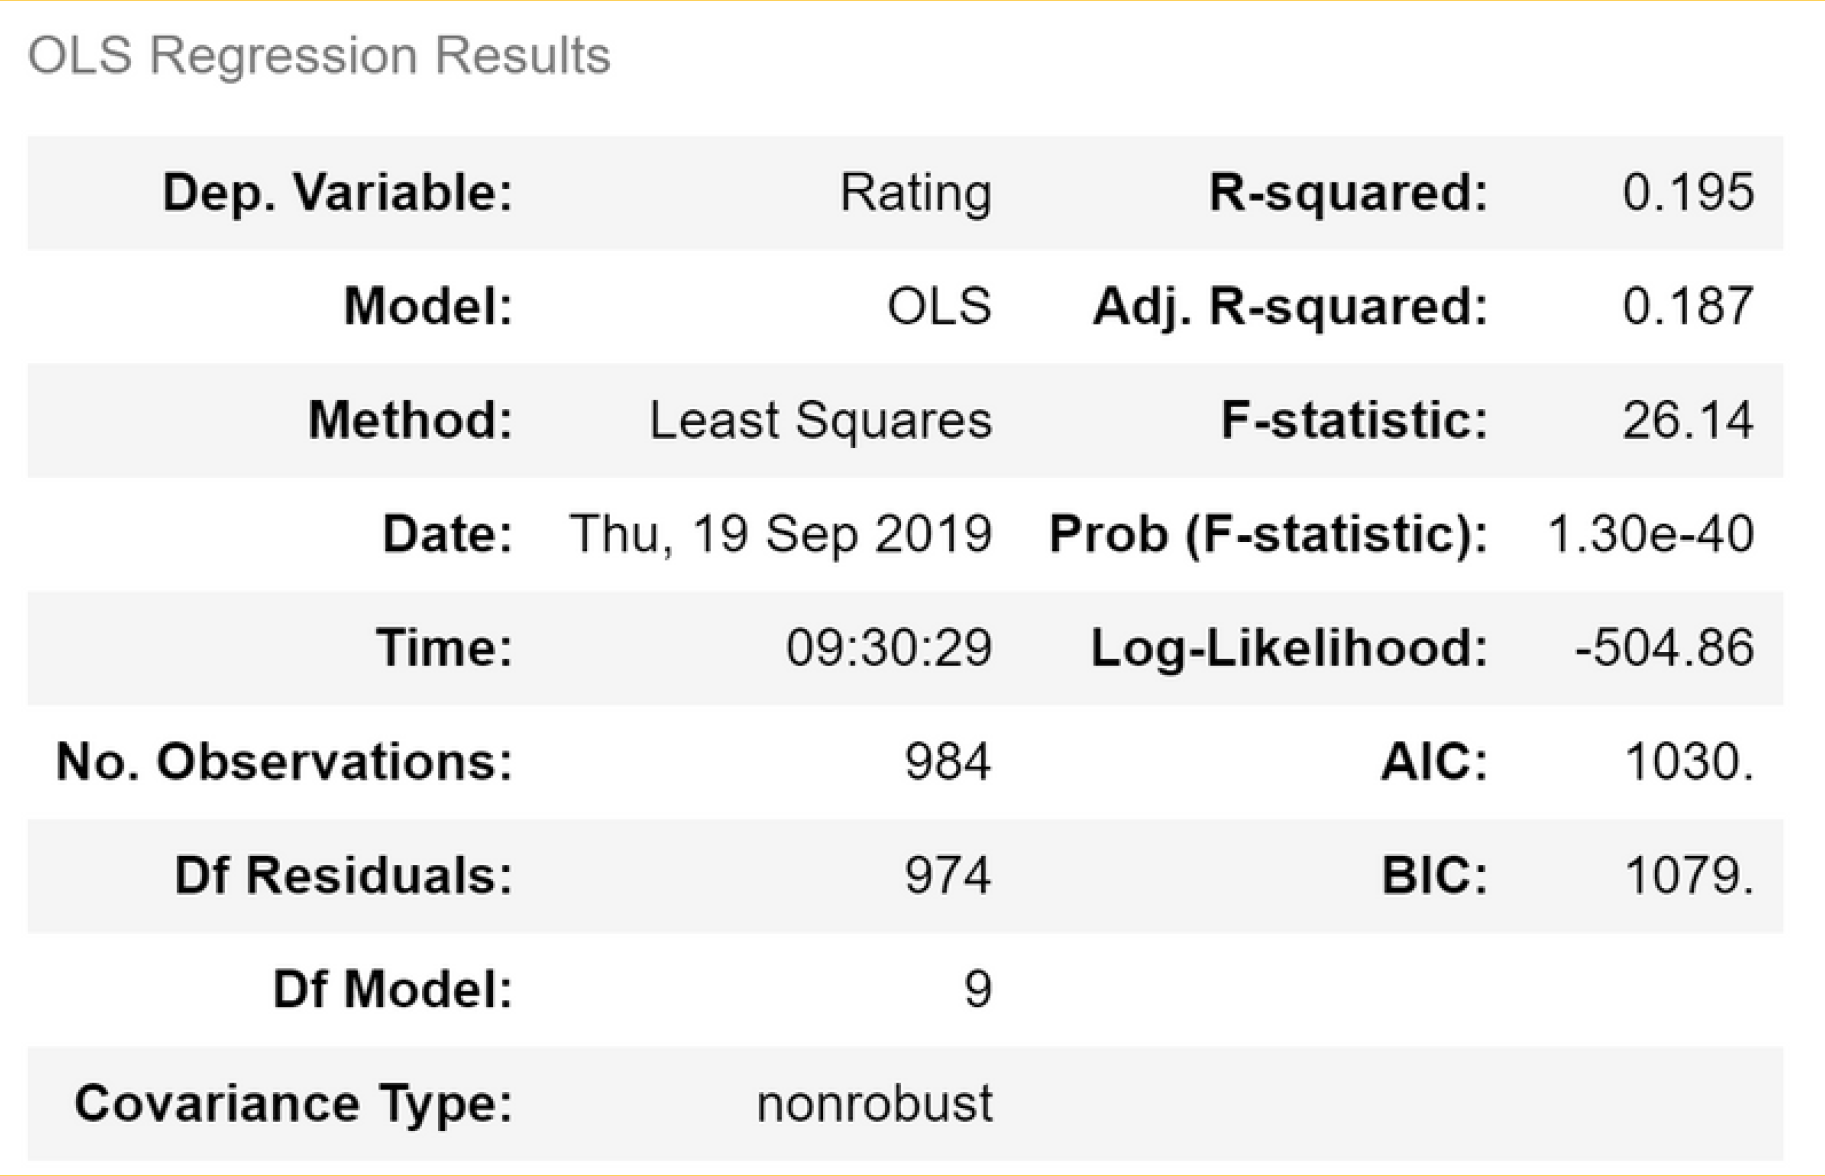 OLS Regression Results
Dep. Variable: Rating R-squared: 0.195
Model: OLS Adj. R-squared: 0.187
Method: Least Squares F-statistic: 26.14
Date: Thu, 19 Sep 2019 Prob (F-statistic): 1.30e-40
Time: 09:30:29 Log-Likelihood: -504.86
No. Observations: 984 AIC: 1030.
Df Residuals: 974 BIC: 1079.
Df Model: 9
Covariance Type: nonrobust